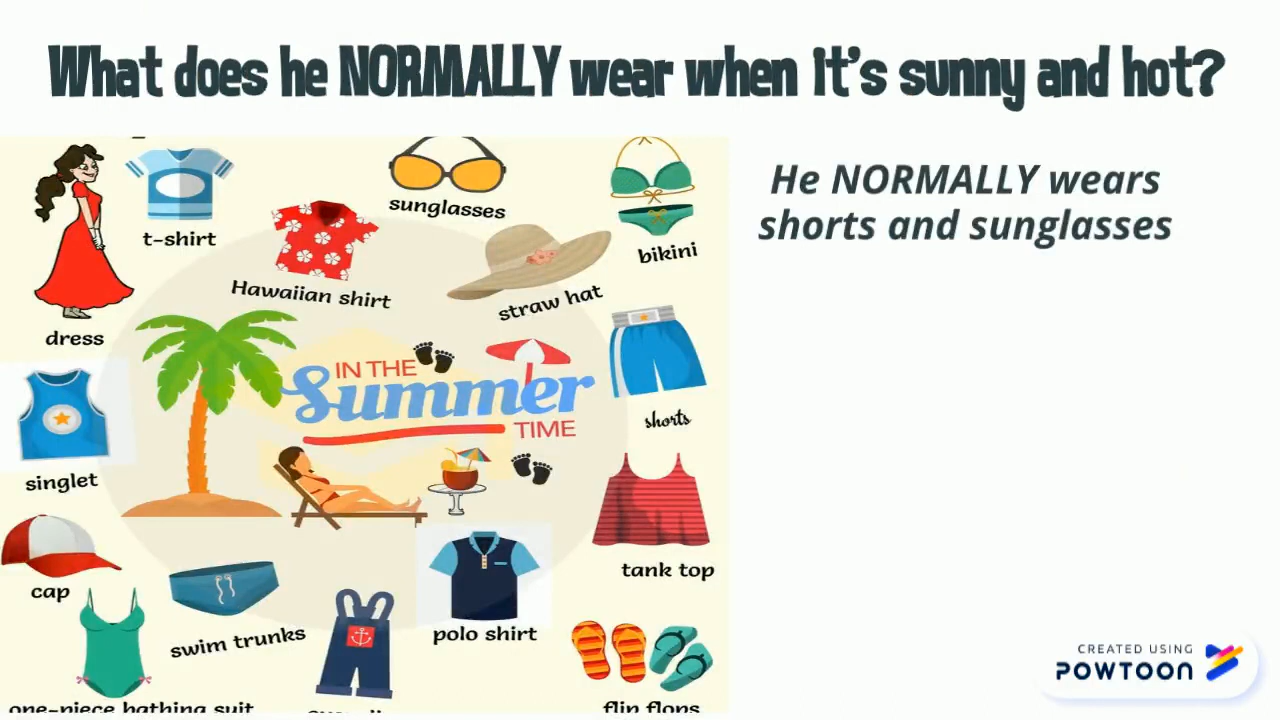 What does he NORMALLY wear when it's sunny and hot?
He NORMALLY wears
shorts and sunglasses
sunglasses
t-shirt
bikini
Hawaiian shirt
straw hat
dress
IN THE
Summer
TIME
shorts
singlet
tank top
cap
swim trunks
polo shirt
one-piece bathing suit
flip flops
CREATED USING
POWTOON